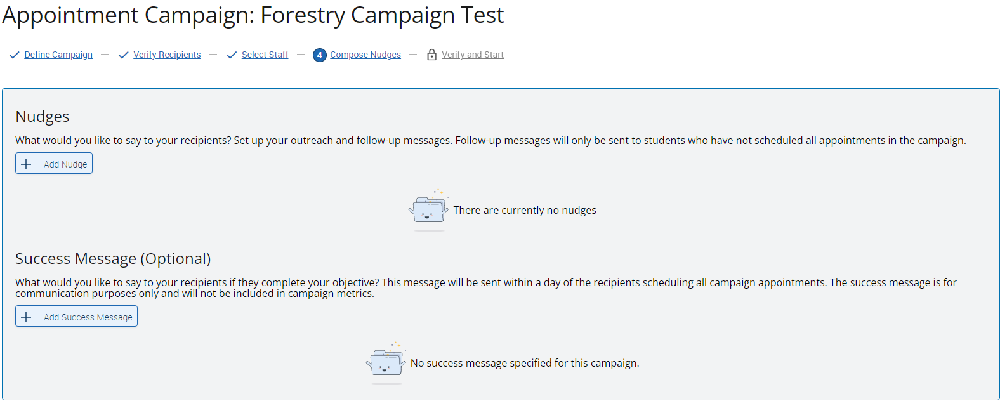 Appointment Campaign: Forestry Campaign Test
Define Campaign — Verify Recipients — Select Staff — 4 Compose Nudges — Verify and Start
Nudges
What would you like to say to your recipients? Set up your outreach and follow-up messages. Follow-up messages will only be sent to students who have not scheduled all appointments in the campaign.
+ Add Nudge
There are currently no nudges
Success Message (Optional)
What would you like to say to your recipients if they complete your objective? This message will be sent within a day of the recipients scheduling all campaign appointments. The success message is for
communication purposes only and will not be included in campaign metrics.
+ Add Success Message
No success message specified for this campaign.